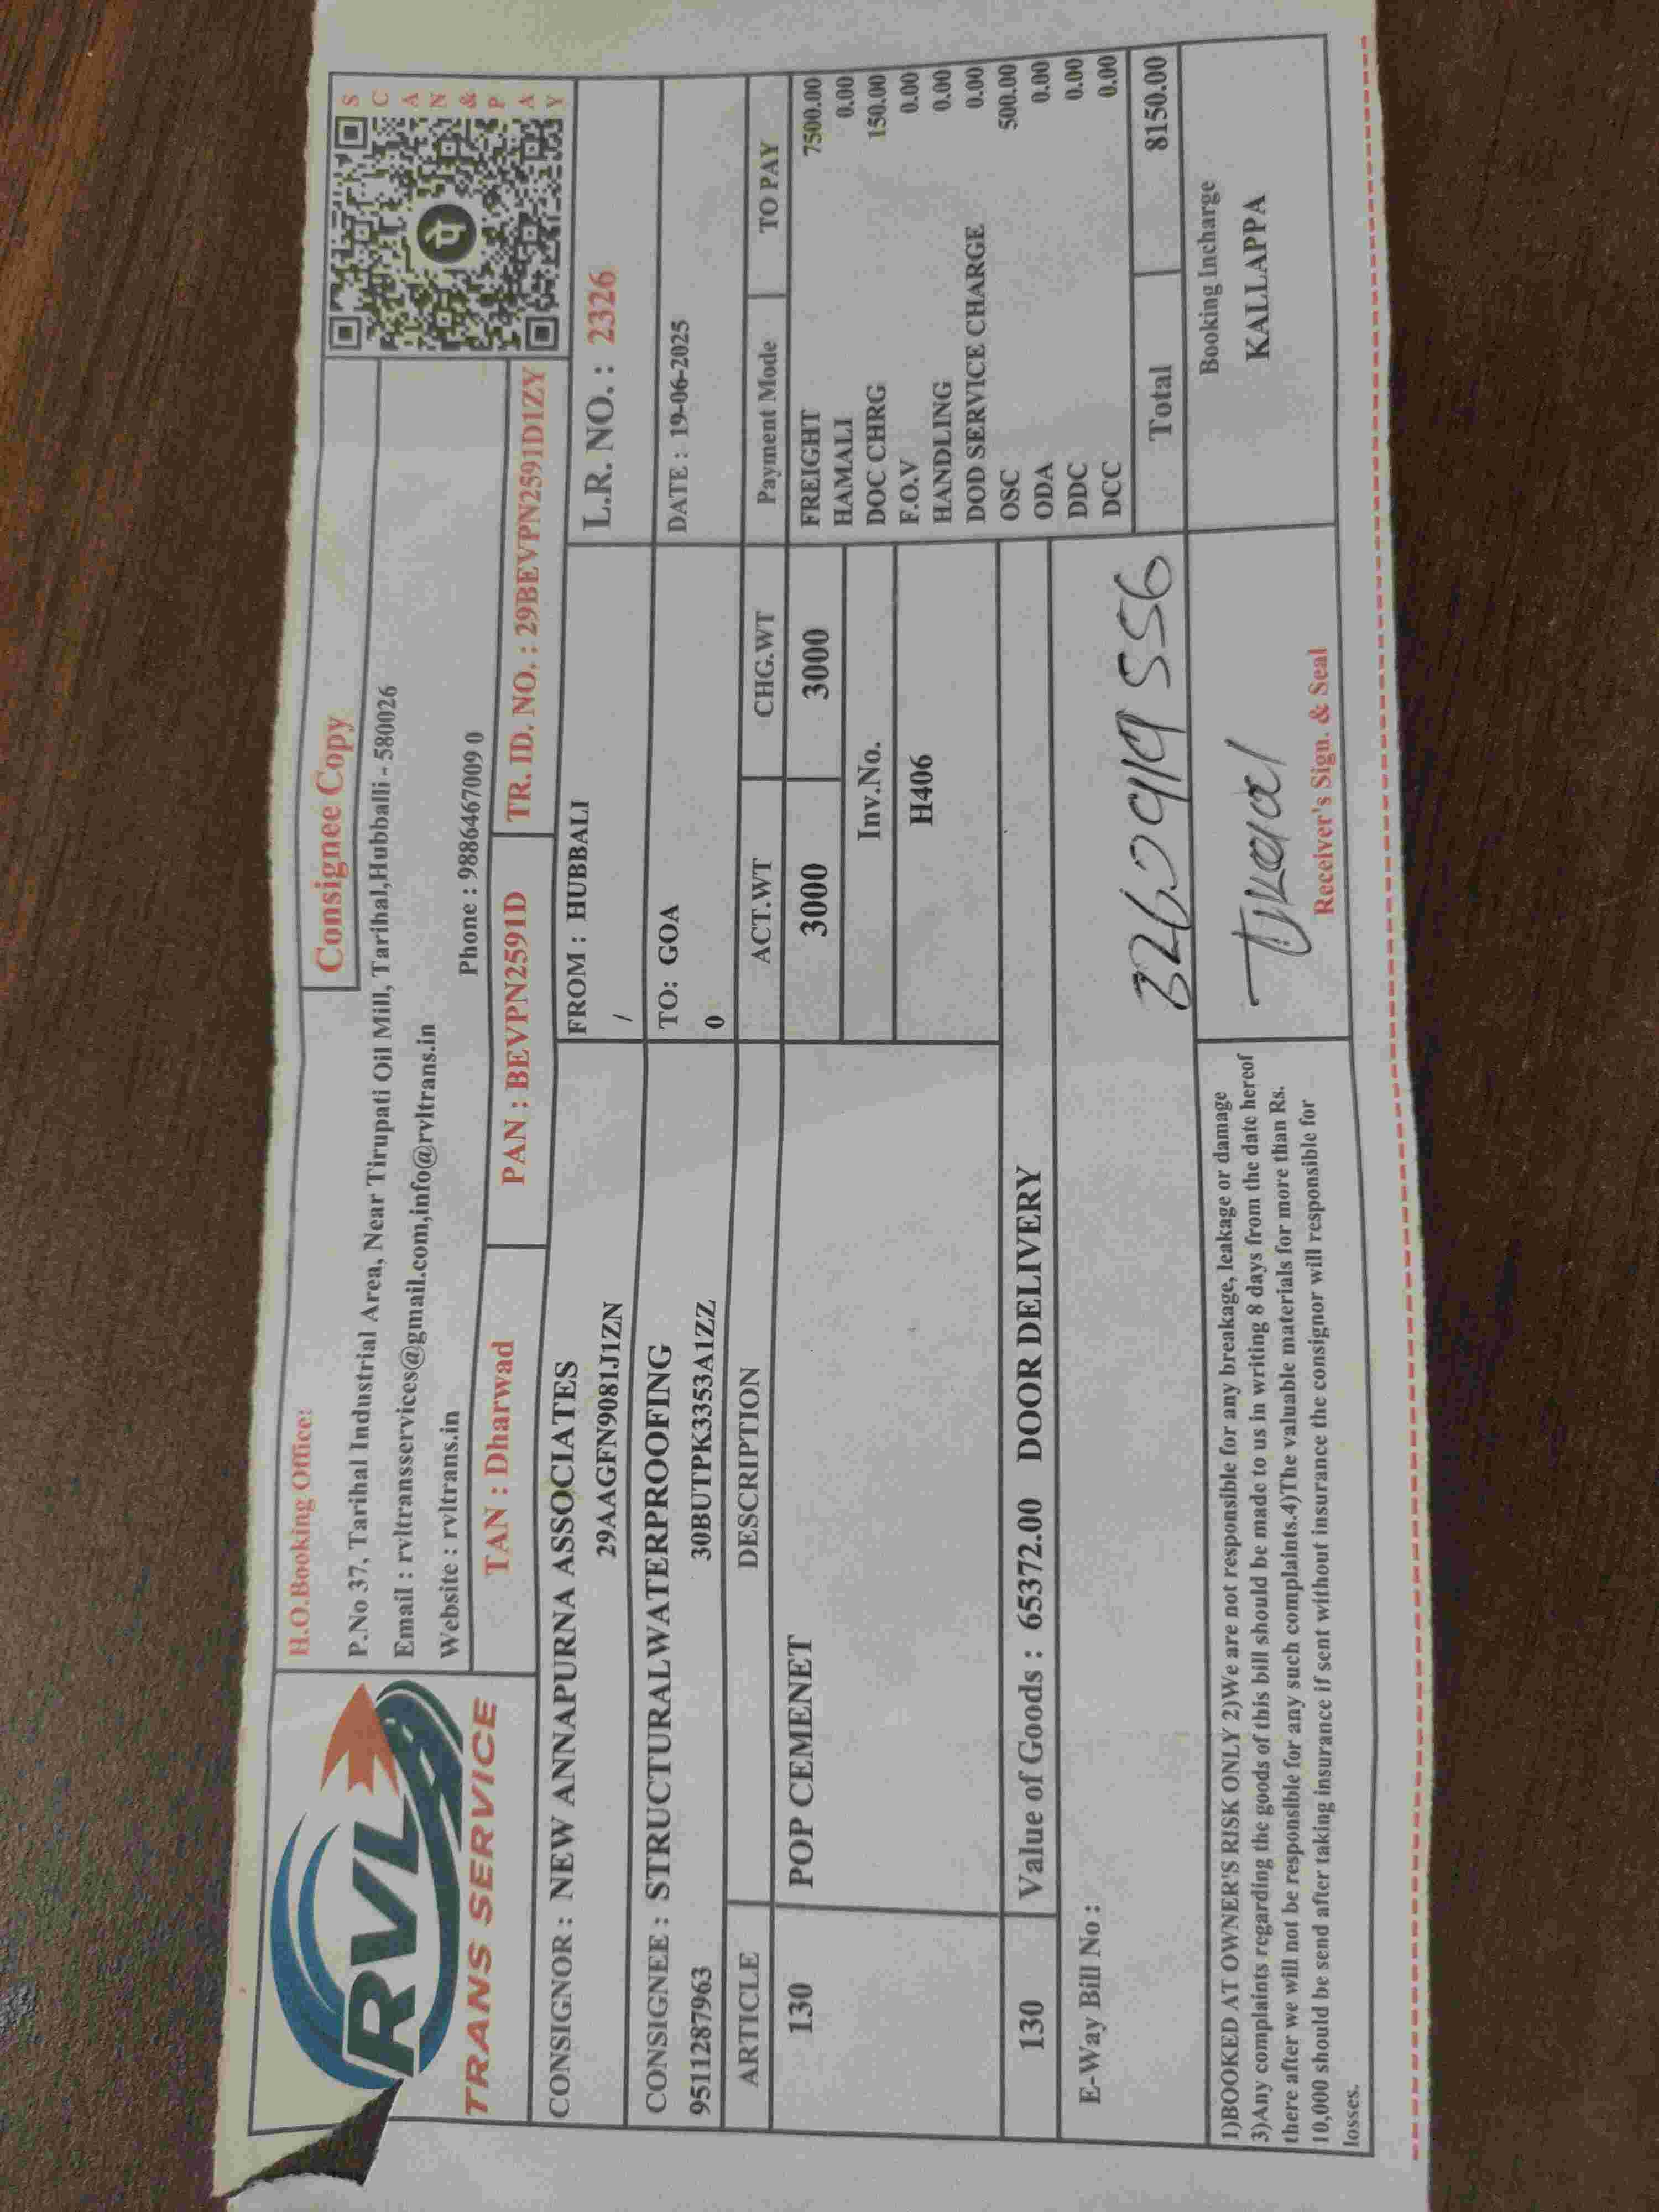 RVL
TRANS SERVICE
H.O.Booking Office:
Consignee Copy
P.No 37, Tarihal Industrial Area, Near Tirupati Oil Mill, Tarihal,Hubballi - 580026
Email : rvltransservices@gmail.com,info@rvltrans.in
Website : rvltrans.in
Phone : 9886467009 0
SCAN & PAY
TAN : Dharwad
PAN : BEVPN2591D
TR. ID. NO. : 29BEVPN2591D1ZY
CONSIGNOR : NEW ANNAPURNA ASSOCIATES
29AAGFN9081J1ZN
FROM : HUBBALI
/
L.R. NO. : 2326
CONSIGNEE : STRUCTURALWATERPROOFING
9511287963 30BUTPK3353A1ZZ
TO: GOA
0
DATE : 19-06-2025
ARTICLE DESCRIPTION ACT.WT CHG.WT Payment Mode TO PAY
130 POP CEMENET 3000 3000
Inv.No.
H406
FREIGHT 7500.00
HAMALI 0.00
DOC CHRG 150.00
F.O.V 0.00
HANDLING 0.00
DOD SERVICE CHARGE 0.00
OSC 500.00
ODA 0.00
DDC 0.00
DCC 0.00
130 Value of Goods : 65372.00 DOOR DELIVERY
E-Way Bill No :
Total 8150.00
1)BOOKED AT OWNER'S RISK ONLY 2)We are not responsible for any breakage, leakage or damage
3)Any complaints regarding the goods of this bill should be made to us in writing 8 days from the date hereof
there after we will not be responsible for any such complaints.4)The valuable materials for more than Rs.
10,000 should be send after taking insurance if sent without insurance the consignor will responsible for
losses.
Receiver's Sign. & Seal
Booking Incharge
KALLAPPA